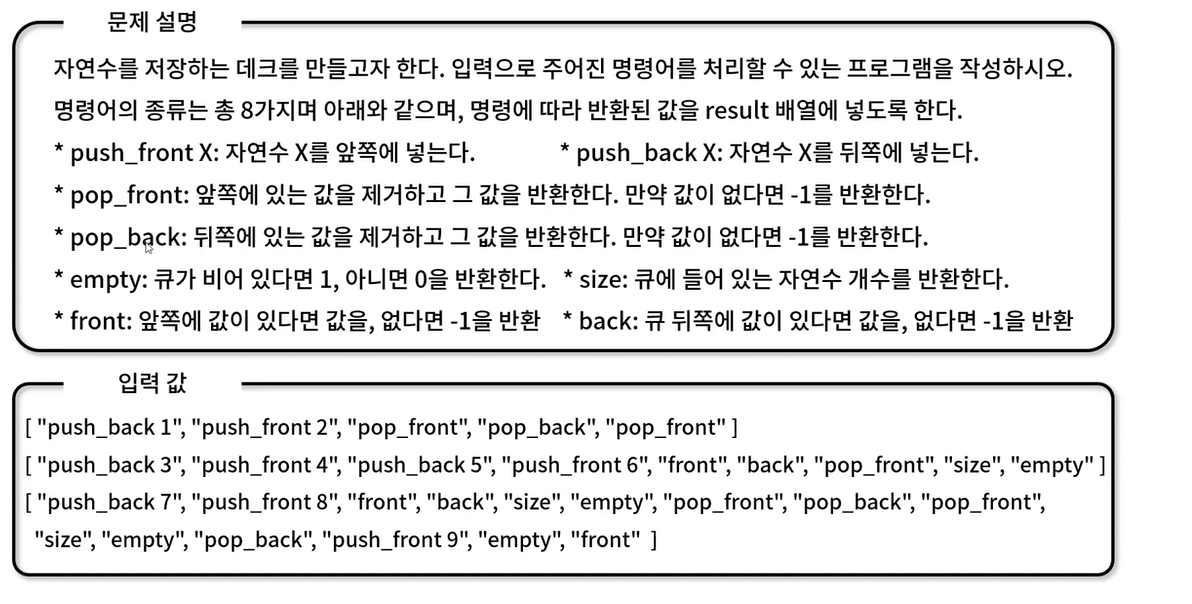 문제 설명
자연수를 저장하는 데크를 만들고자 한다. 입력으로 주어진 명령어를 처리할 수 있는 프로그램을 작성하시오.
명령어의 종류는 총 8가지며 아래와 같으며, 명령에 따라 반환된 값을 result 배열에 넣도록 한다.
* push_front X: 자연수 X를 앞쪽에 넣는다. * push_back X: 자연수 X를 뒤쪽에 넣는다.
* pop_front: 앞쪽에 있는 값을 제거하고 그 값을 반환한다. 만약 값이 없다면 -1를 반환한다.
* pop_back: 뒤쪽에 있는 값을 제거하고 그 값을 반환한다. 만약 값이 없다면 -1를 반환한다.
* empty: 큐가 비어 있다면 1, 아니면 0을 반환한다. * size: 큐에 들어 있는 자연수 개수를 반환한다.
* front: 앞쪽에 값이 있다면 값을, 없다면 -1을 반환 * back: 큐 뒤쪽에 값이 있다면 값을, 없다면 -1을 반환
입력 값
[ "push_back 1", "push_front 2", "pop_front", "pop_back", "pop_front" ]
[ "push_back 3", "push_front 4", "push_back 5", "push_front 6", "front", "back", "pop_front", "size", "empty" ]
[ "push_back 7", "push_front 8", "front", "back", "size", "empty", "pop_front", "pop_back", "pop_front",
"size", "empty", "pop_back", "push_front 9", "empty", "front" ]